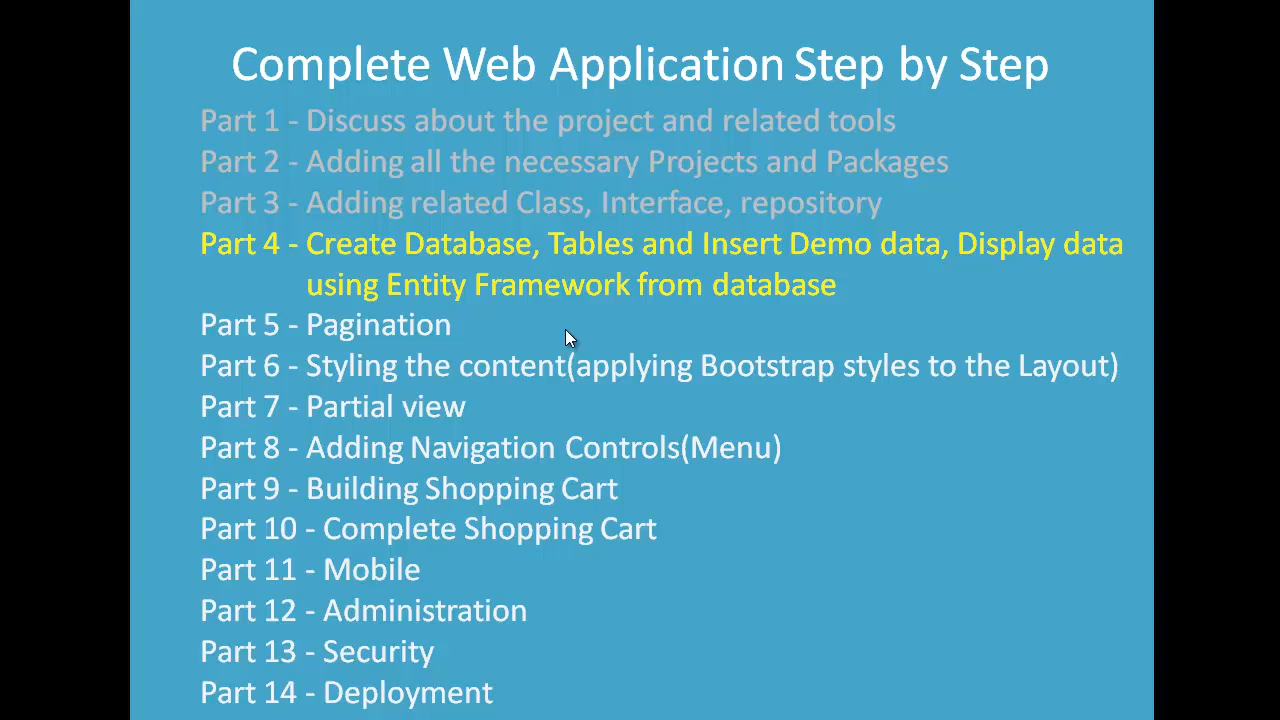 Complete Web Application Step by Step
Part 1 - Discuss about the project and related tools
Part 2 - Adding all the necessary Projects and Packages
Part 3 - Adding related Class, Interface, repository
Part 4 - Create Database, Tables and Insert Demo data, Display data
using Entity Framework from database
Part 5 - Pagination
Part 6 - Styling the content(applying Bootstrap styles to the Layout)
Part 7 - Partial view
Part 8 - Adding Navigation Controls(Menu)
Part 9 - Building Shopping Cart
Part 10 - Complete Shopping Cart
Part 11 - Mobile
Part 12 - Administration
Part 13 - Security
Part 14 - Deployment